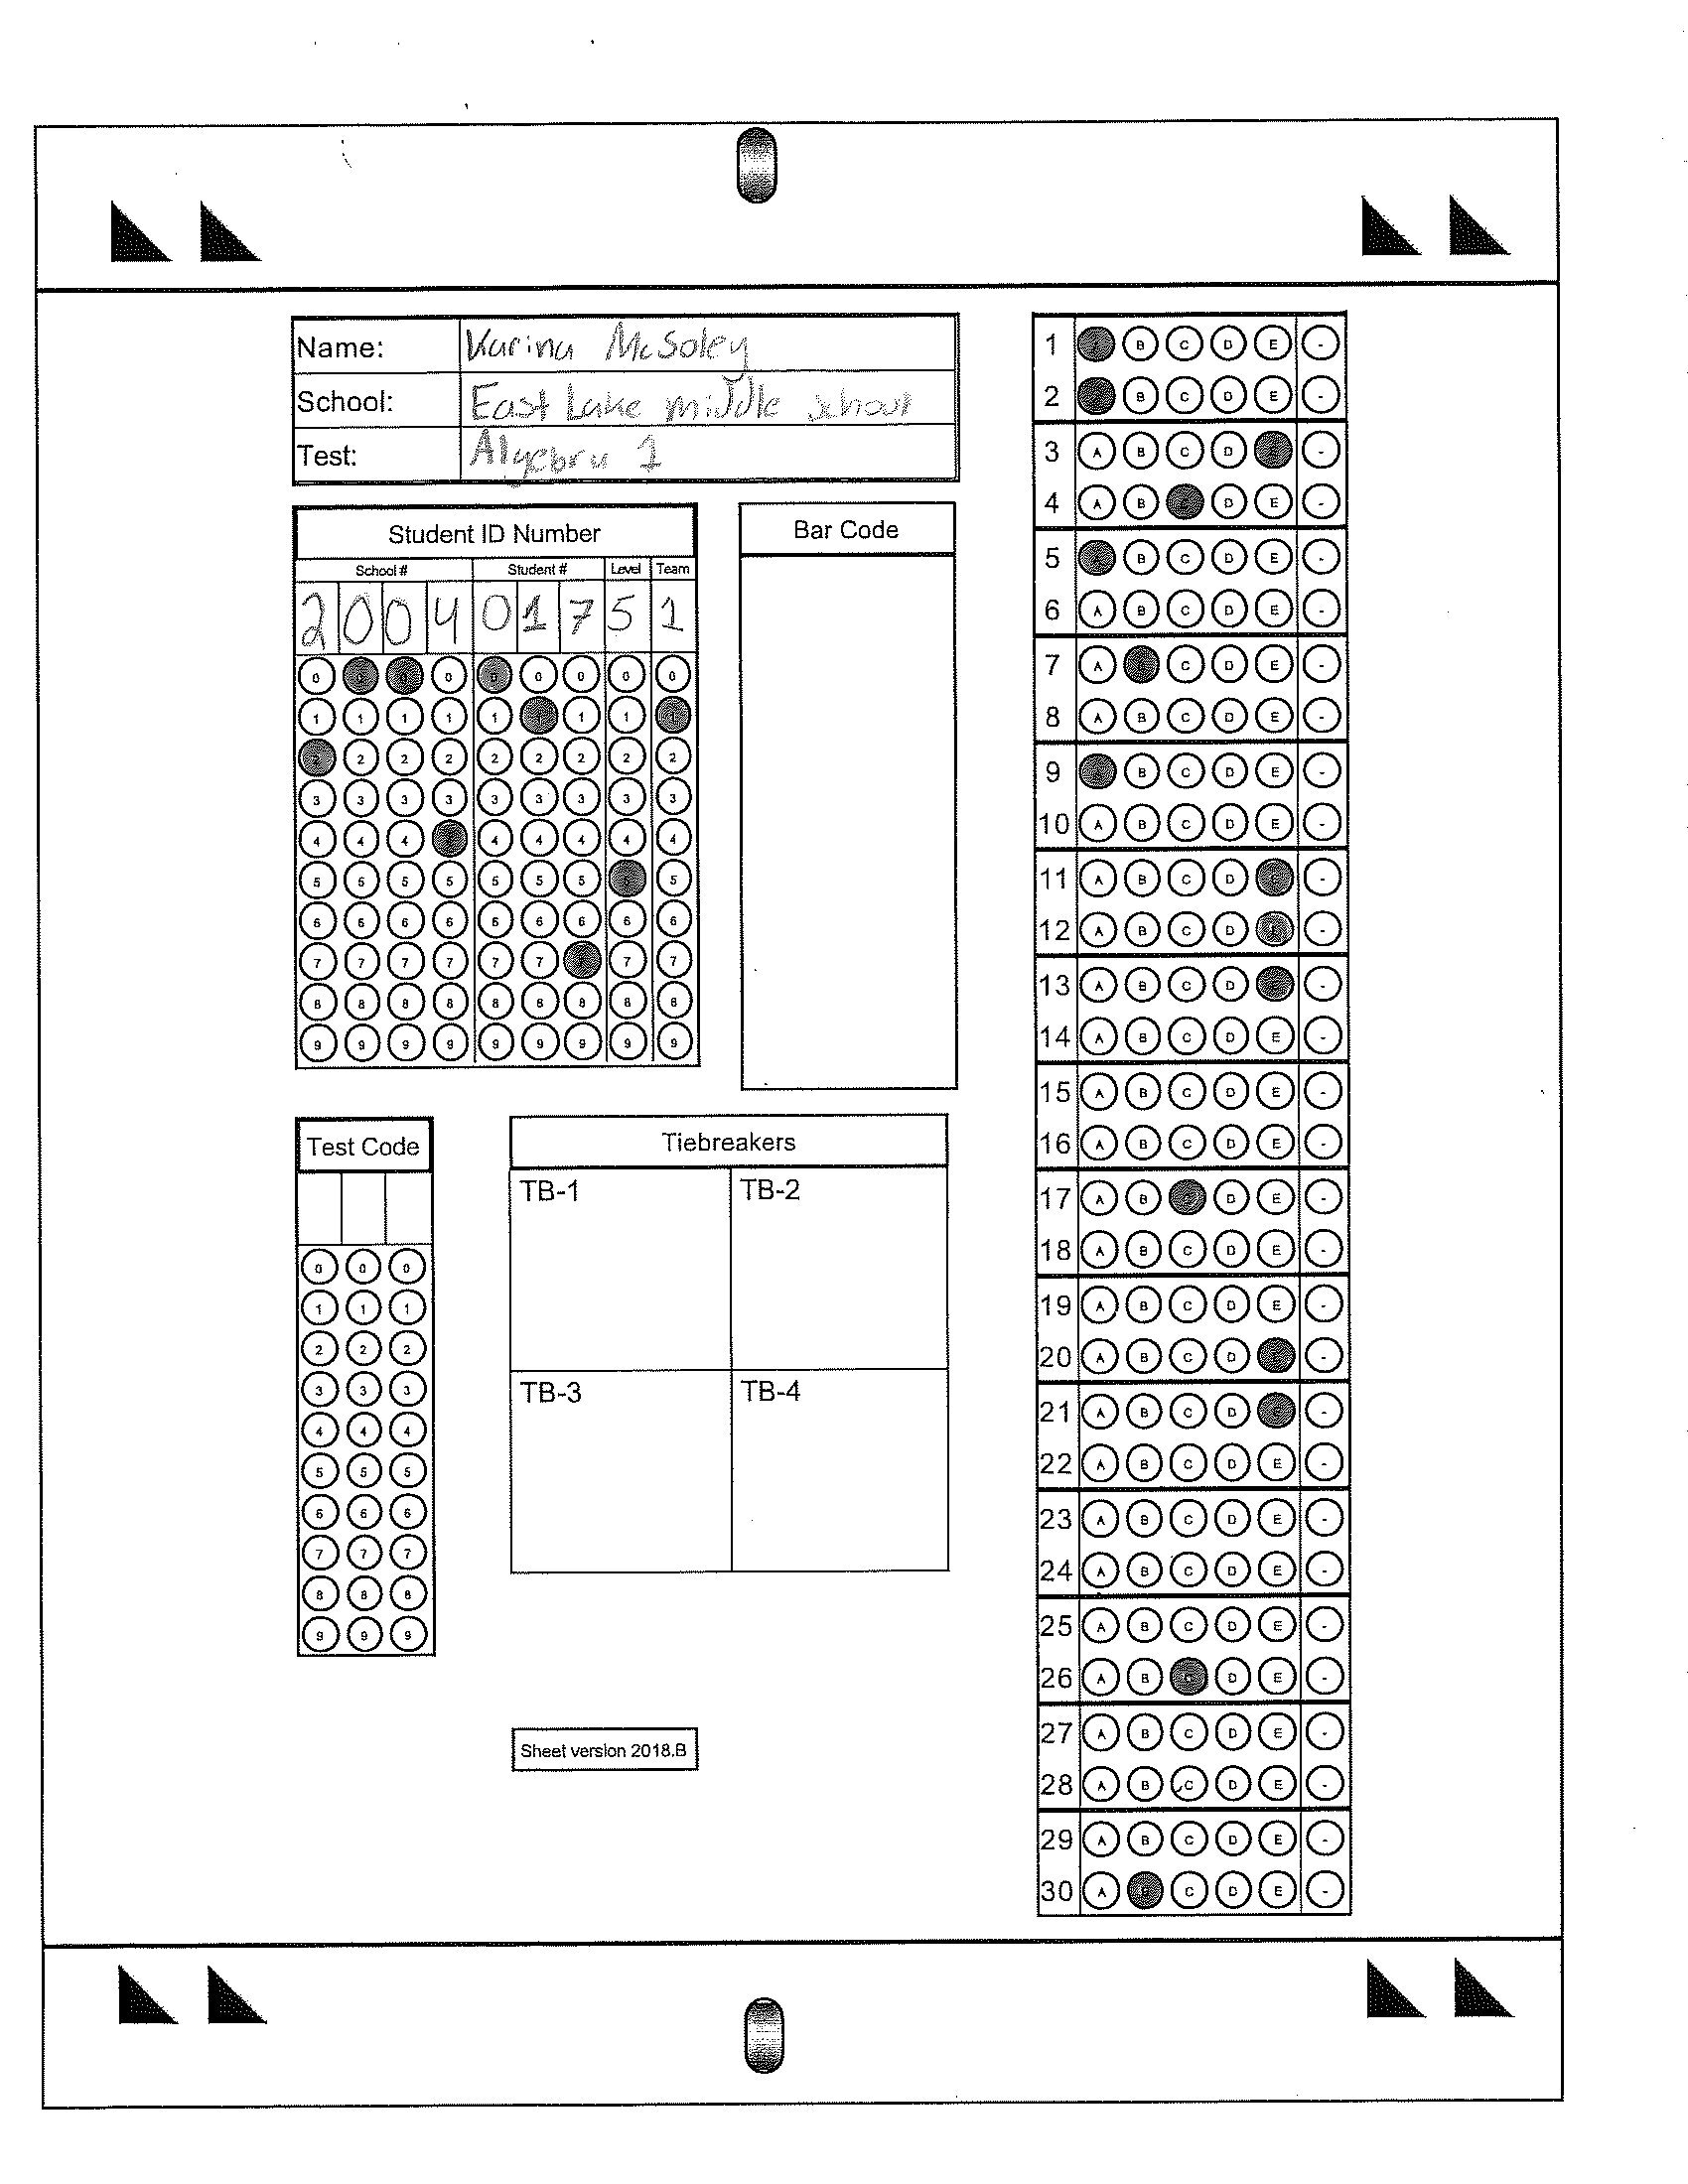 Name: Karina McSoley
School: East Lake middle school
Test: Algebra 1
Student ID Number
School # Student # Level Team
2 0 0 4 0 1 7 5 1
0 0 0 0 0 0 0 0 0
1 1 1 1 1 1 1 1 1
2 2 2 2 2 2 2 2 2
3 3 3 3 3 3 3 3 3
4 4 4 4 4 4 4 4 4
5 5 5 5 5 5 5 5 5
6 6 6 6 6 6 6 6 6
7 7 7 7 7 7 7 7 7
8 8 8 8 8 8 8 8 8
9 9 9 9 9 9 9 9 9
Bar Code
Test Code
0 0 0
1 1 1
2 2 2
3 3 3
4 4 4
5 5 5
6 6 6
7 7 7
8 8 8
9 9 9
Tiebreakers
TB-1 TB-2
TB-3 TB-4
Sheet version 2018.B
1 A B C D E -
2 B C D E -
3 A B C D E -
4 A B C D E -
5 A B C D E -
6 A B C D E -
7 A B C D E -
8 A B C D E -
9 A B C D E -
10 A B C D E -
11 A B C D E -
12 A B C D E -
13 A B C D E -
14 A B C D E -
15 A B C D E -
16 A B C D E -
17 A B C D E -
18 A B C D E -
19 A B C D E -
20 A B C D E -
21 A B C D E -
22 A B C D E -
23 A B C D E -
24 A B C D E -
25 A B C D E -
26 A B C D E -
27 A B C D E -
28 A B C D E -
29 A B C D E -
30 A B C D E -